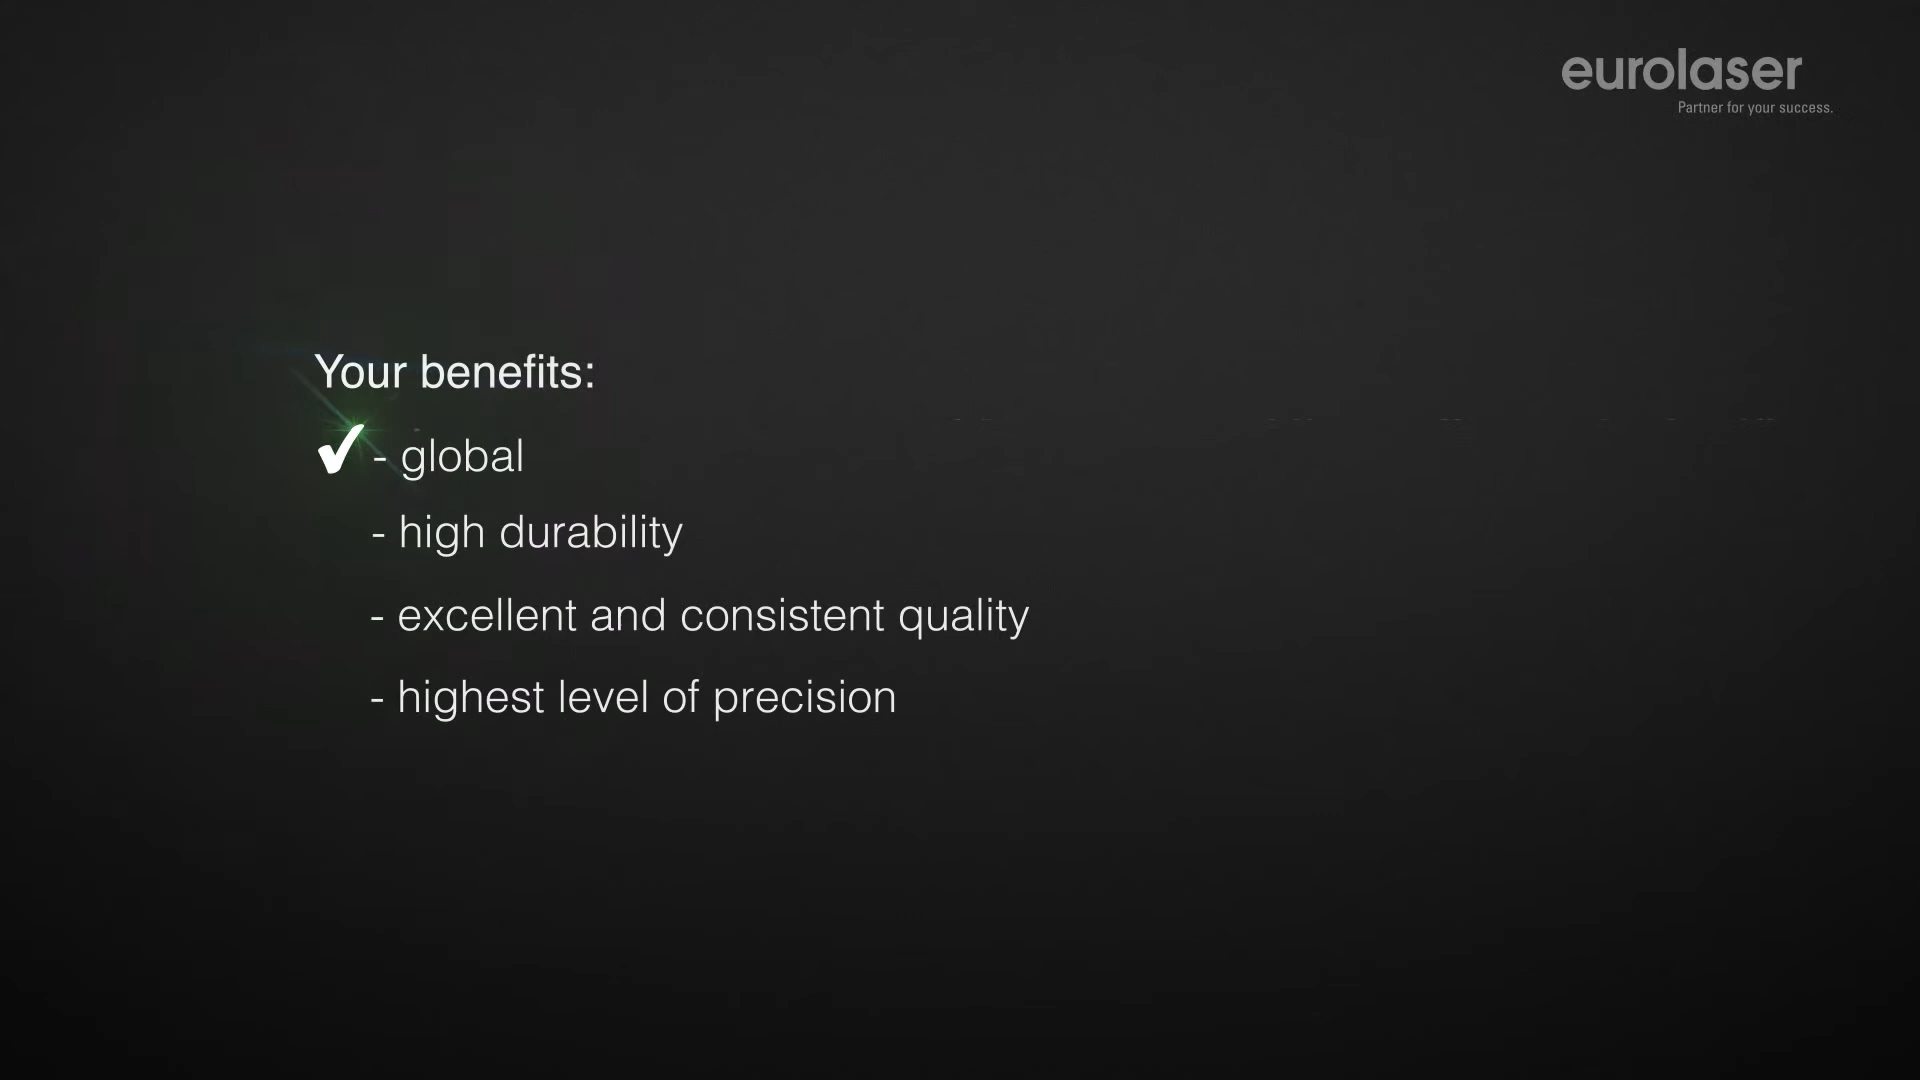 eurolaser
Partner for your success.
Your benefits:
✔ - global
- high durability
- excellent and consistent quality
- highest level of precision